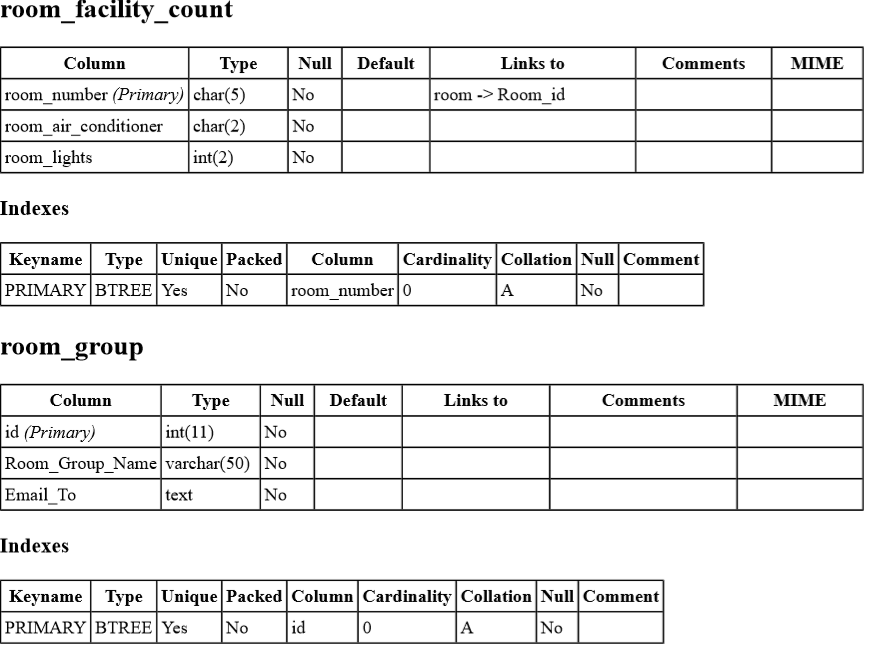 room_facility_count
Column Type Null Default Links to Comments MIME
room_number (Primary) char(5) No room -> Room_id
room_air_conditioner char(2) No
room_lights int(2) No
Indexes
Keyname Type Unique Packed Column Cardinality Collation Null Comment
PRIMARY BTREE Yes No room_number 0 A No
room_group
Column Type Null Default Links to Comments MIME
id (Primary) int(11) No
Room_Group_Name varchar(50) No
Email_To text No
Indexes
Keyname Type Unique Packed Column Cardinality Collation Null Comment
PRIMARY BTREE Yes No id 0 A No